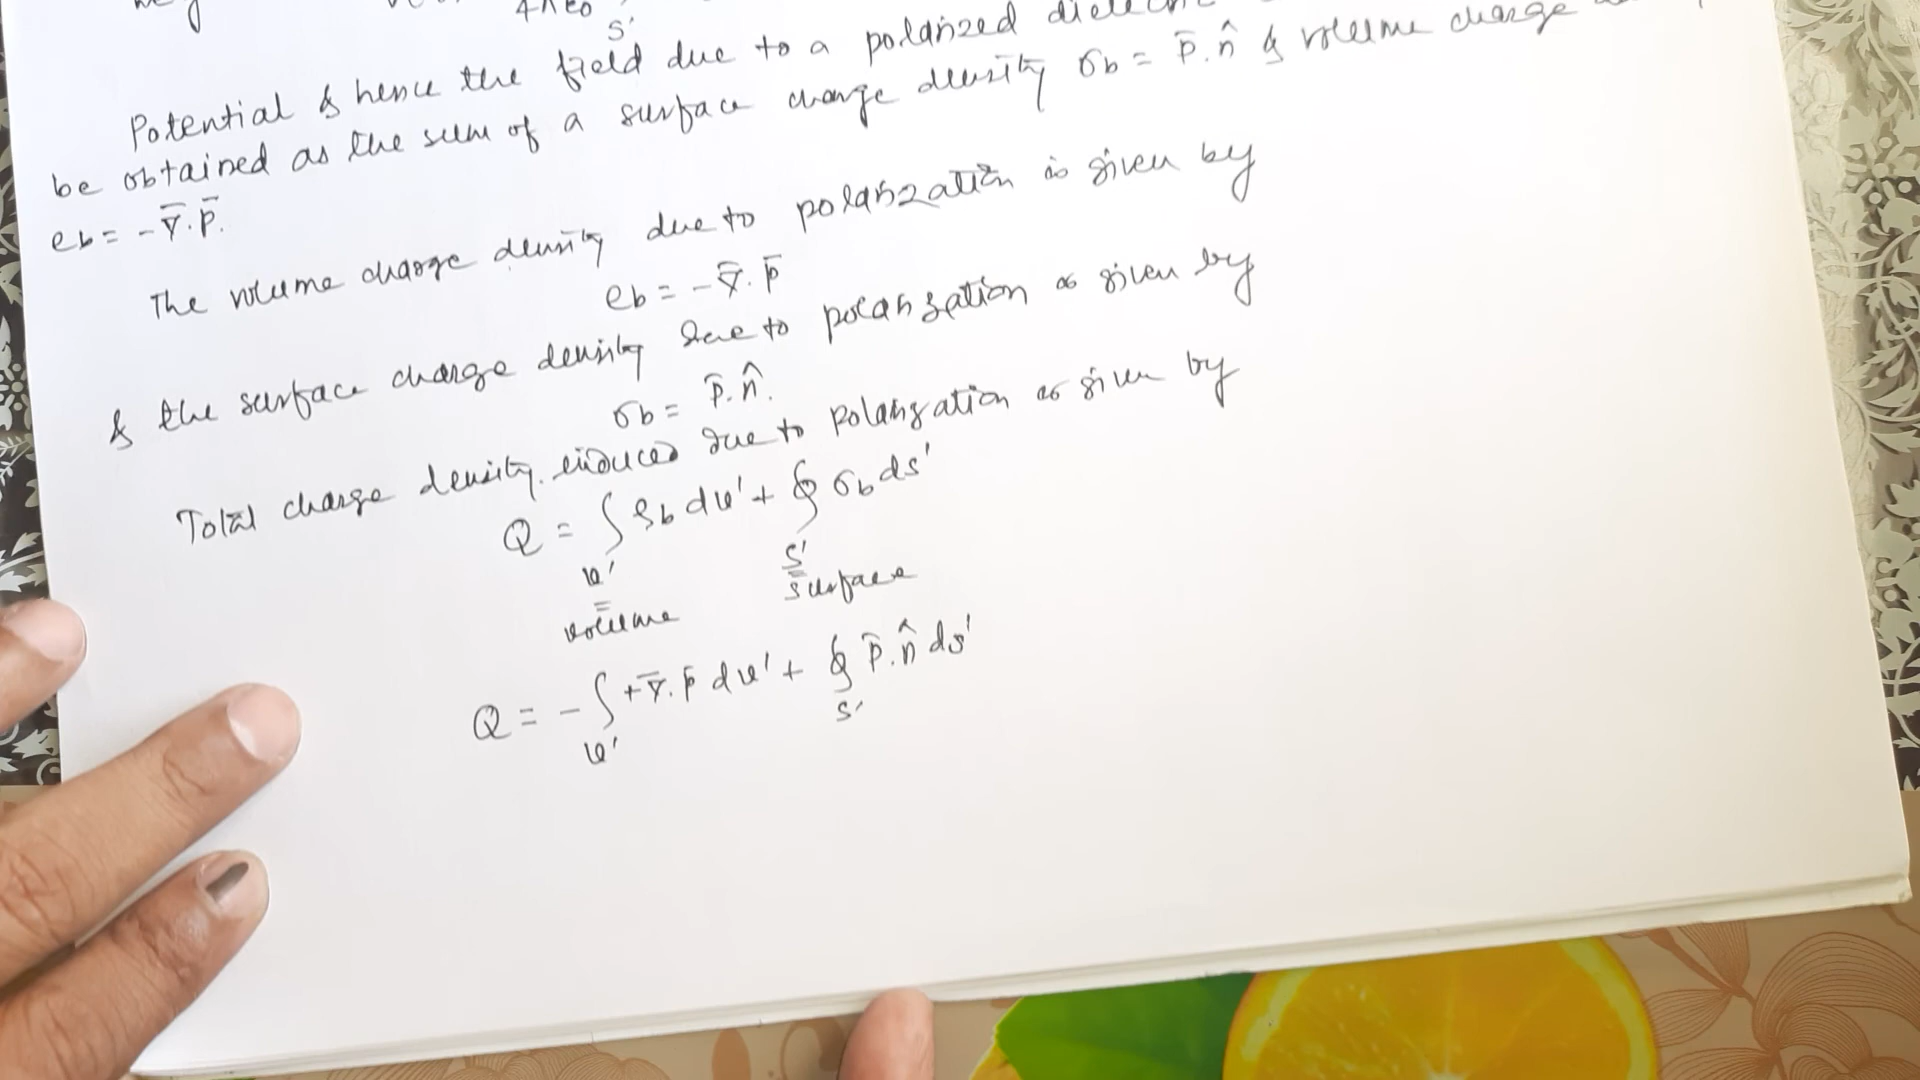 4πε₀
S'
Potential & hence the field due to a polarized
be obtained as the sum of a surface charge density σb = P̄.n̂ & volume charge
ρb = -∇̄.P̄.
The volume charge density due to polarization is given by
ρb = -∇̄.P̄
& the surface charge density due to polarization is given by
σb = P̄.n̂.
Total charge density induced due to polarization is given by
Q = ∫ ρb dv' + ∮ σb ds'
v' S'
volume surface
Q = - ∫ +∇̄.P̄ dv' + ∮ P̄.n̂ ds'
v' S'